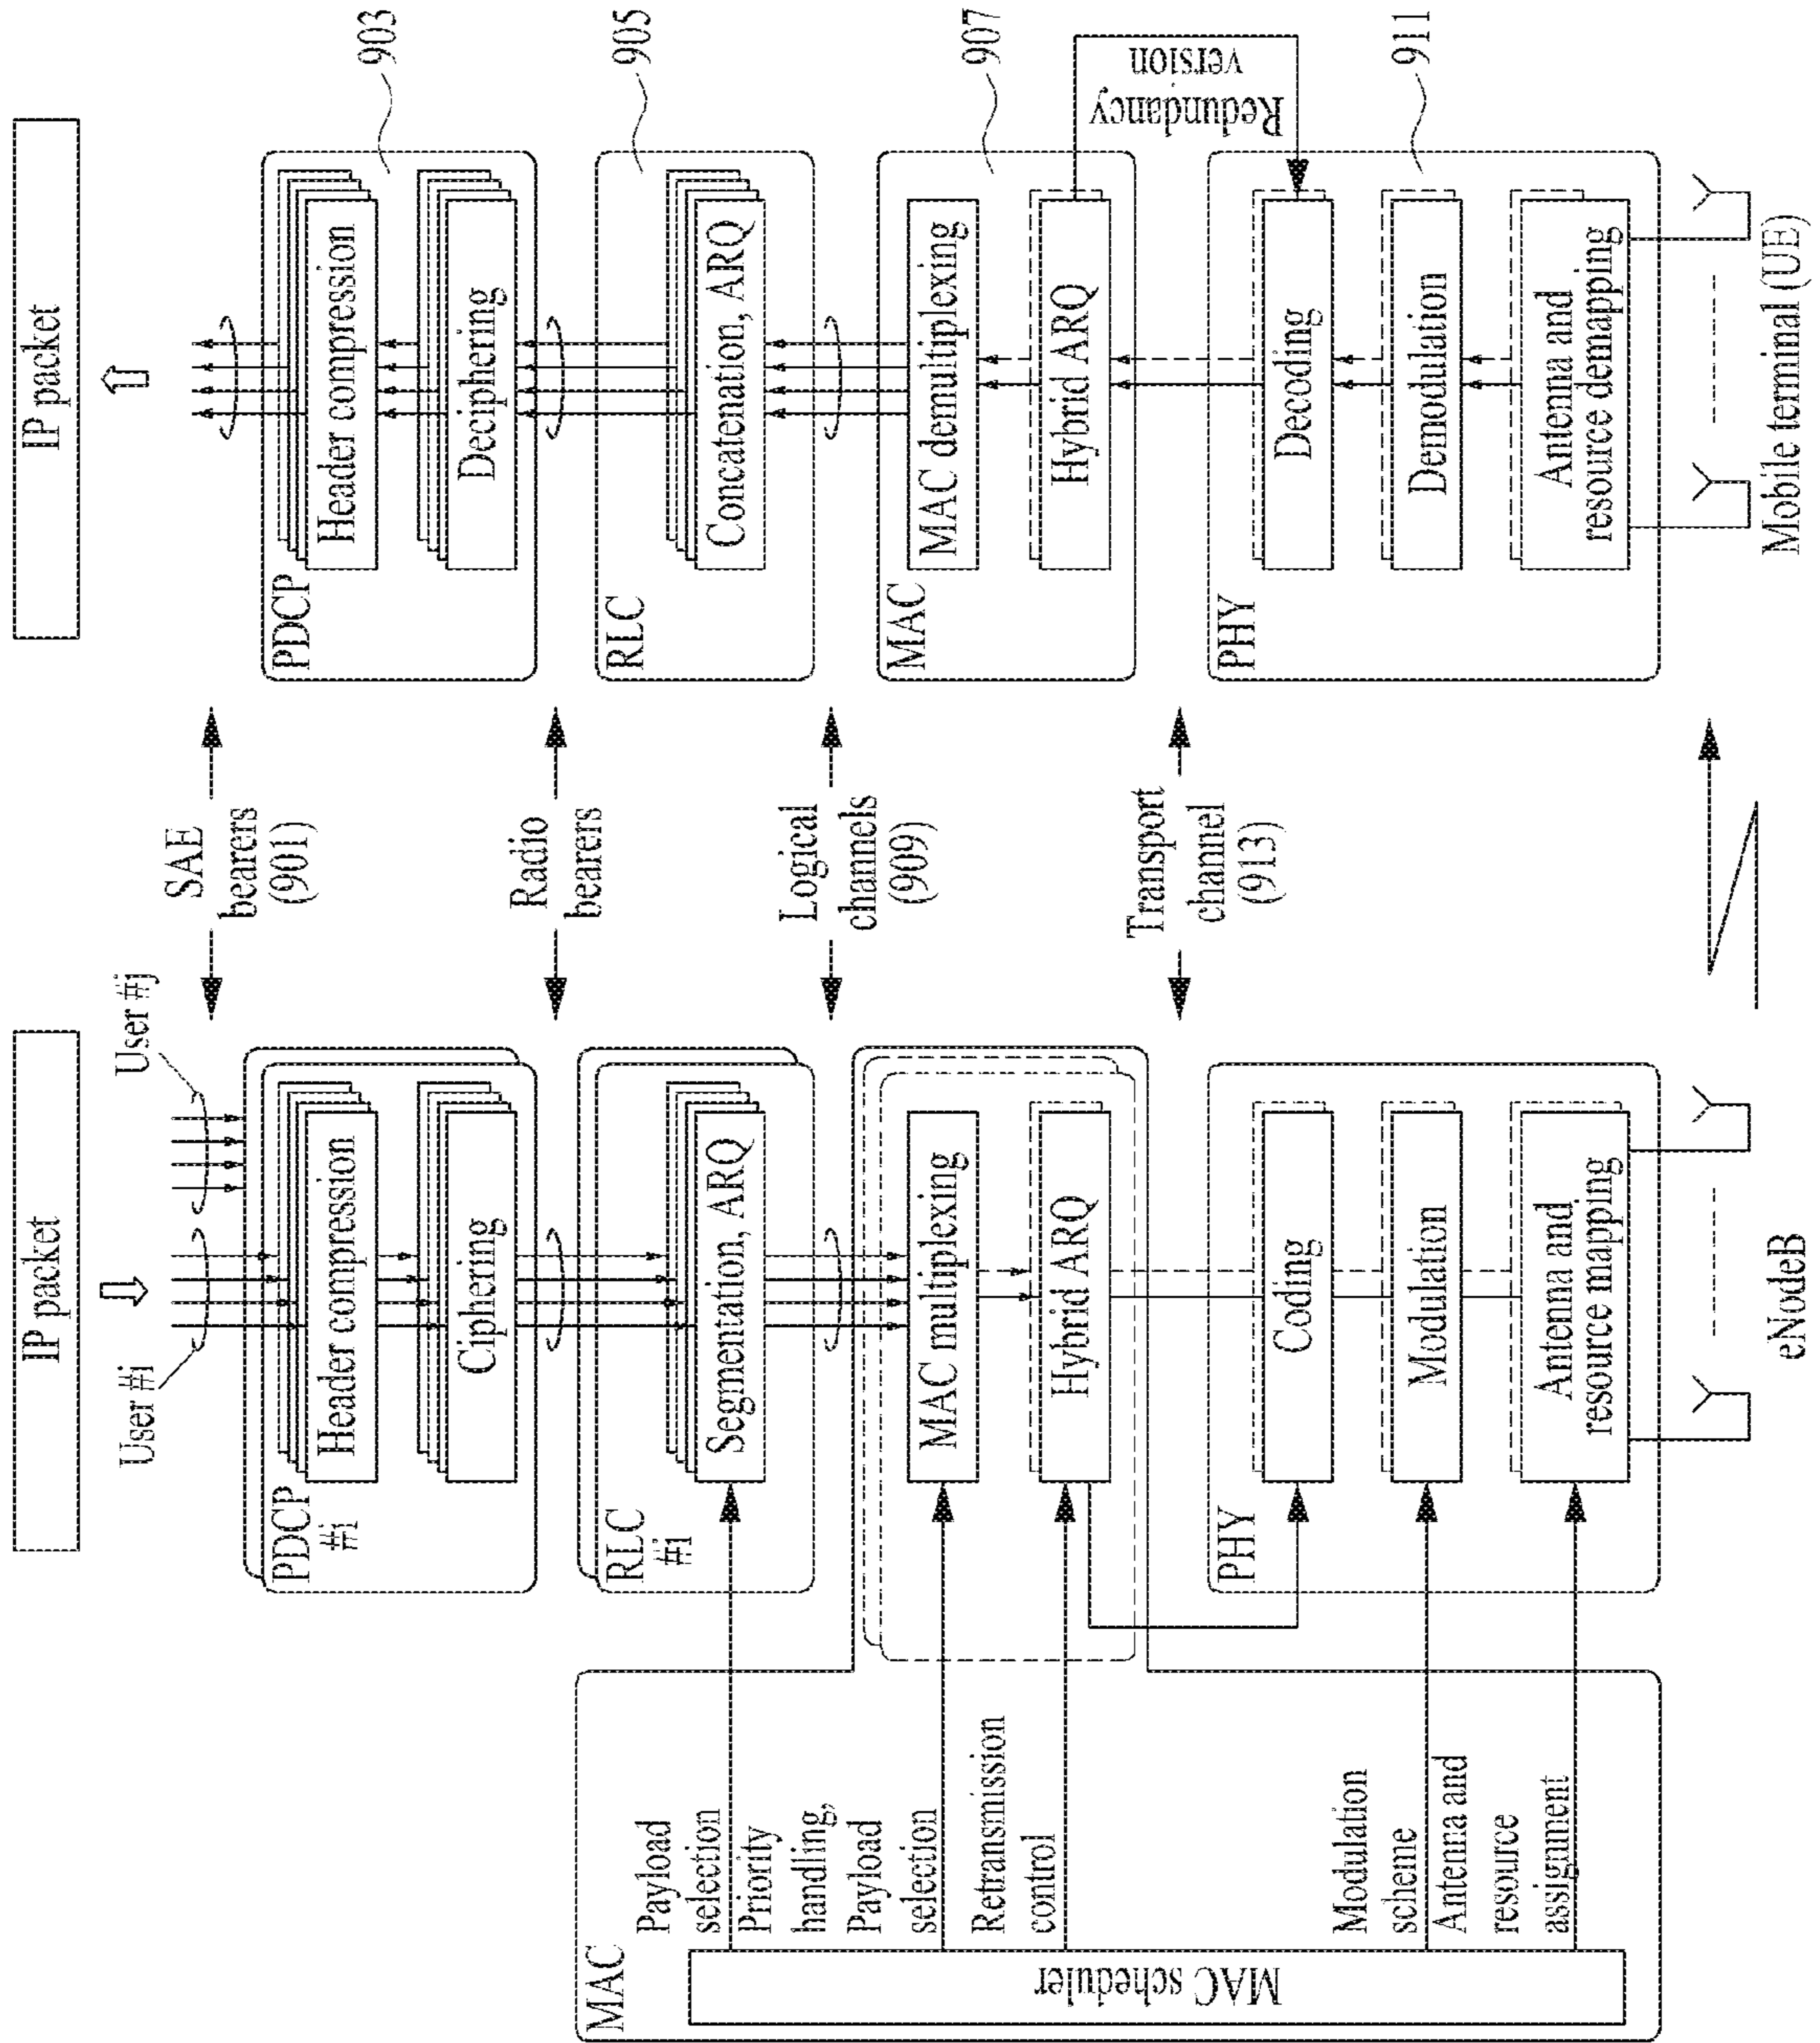 IP packet
IP packet
User #i
User #j
SAE
bearers
(901)
PDCP
#i
Header compression
Ciphering
PDCP
Header compression
Deciphering
903
Radio
bearers
RLC
#i
Segmentation, ARQ
RLC
Concatenation, ARQ
905
Logical
channels
(909)
MAC
MAC scheduler
Payload
selection
Priority
handling,
Payload
selection
Retransmission
control
Modulation
scheme
Antenna and
resource
assignment
MAC multiplexing
Hybrid ARQ
MAC
MAC demultiplexing
Hybrid ARQ
907
Redundancy
version
Transport
channel
(913)
PHY
Coding
Modulation
Antenna and
resource mapping
PHY
Decoding
Demodulation
Antenna and
resource demapping
911
eNodeB
Mobile terminal (UE)